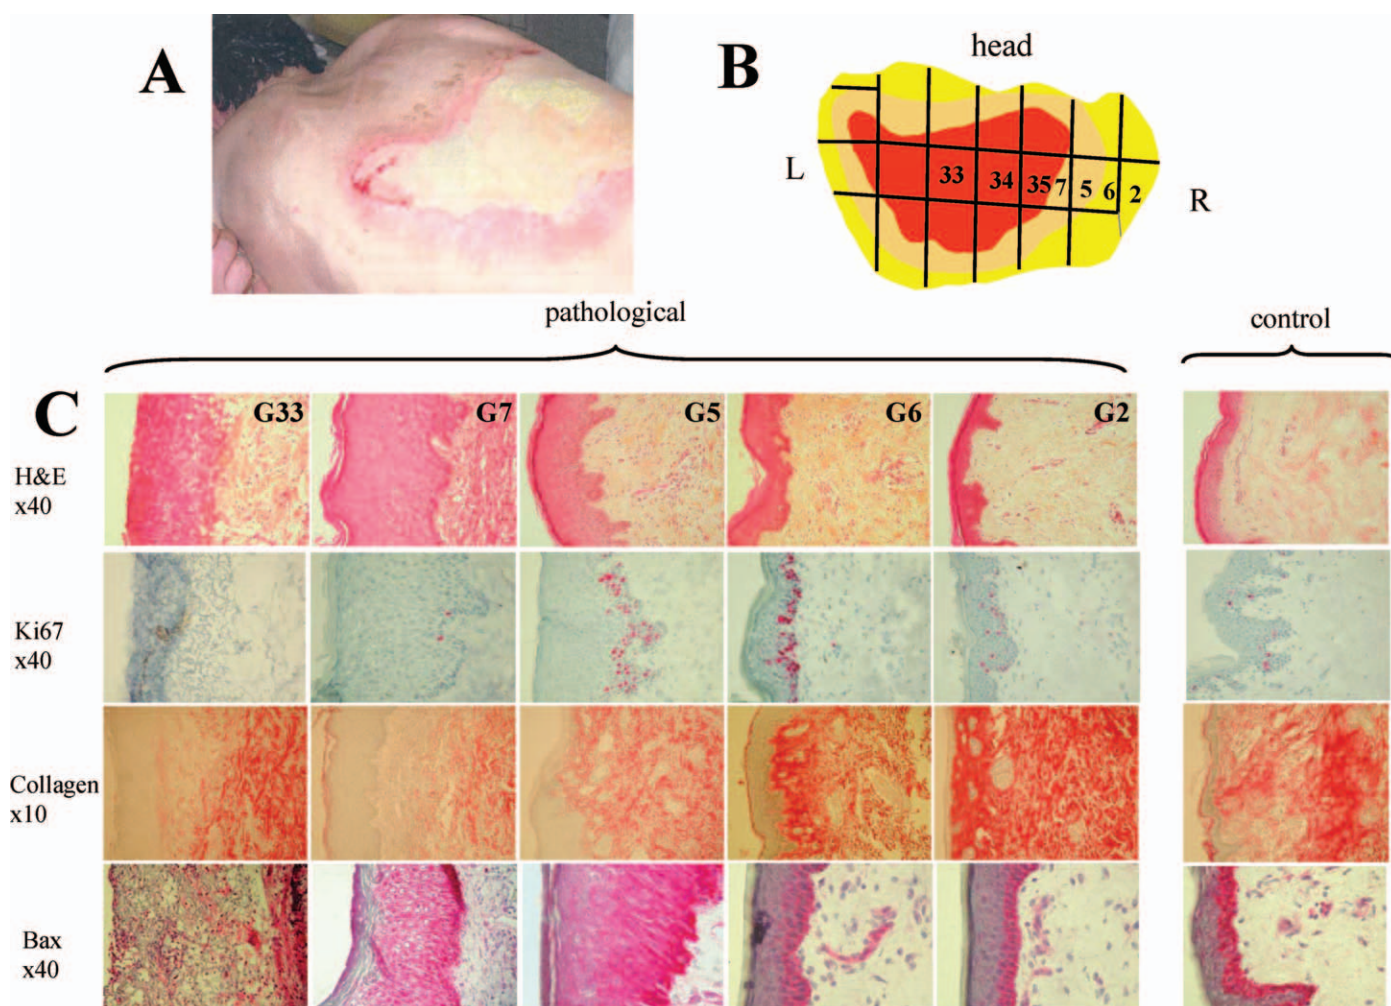 A
B
head
L
33 34 35 7 5 6 2
R
pathological
control
C
G33 G7 G5 G6 G2
H&E
x40
Ki67
x40
Collagen
x10
Bax
x40